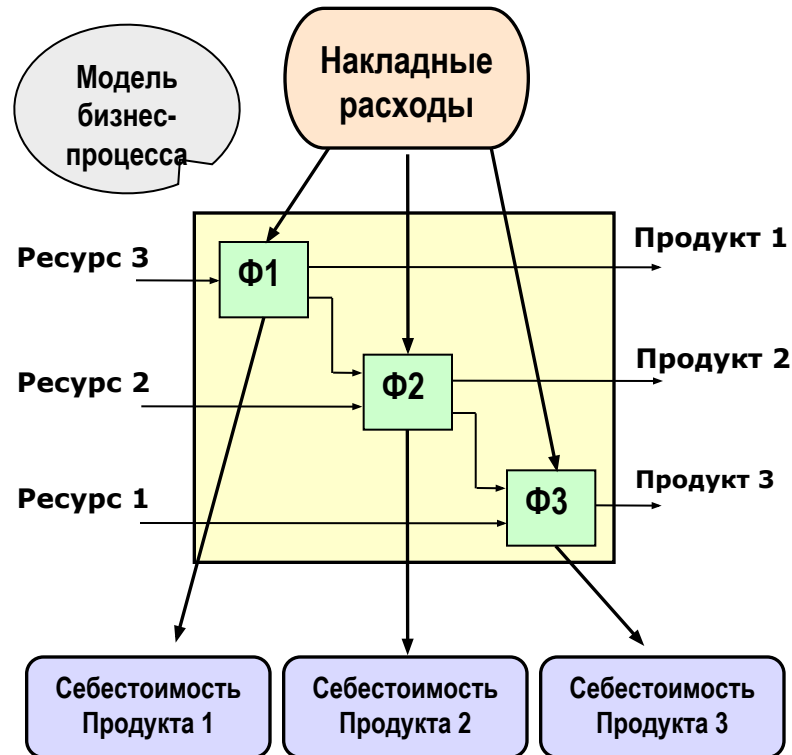 Модель
бизнес-
процесса
Накладные
расходы
Ресурс 3
Ф1
Продукт 1
Ресурс 2
Ф2
Продукт 2
Ресурс 1
Ф3
Продукт 3
Себестоимость
Продукта 1
Себестоимость
Продукта 2
Себестоимость
Продукта 3